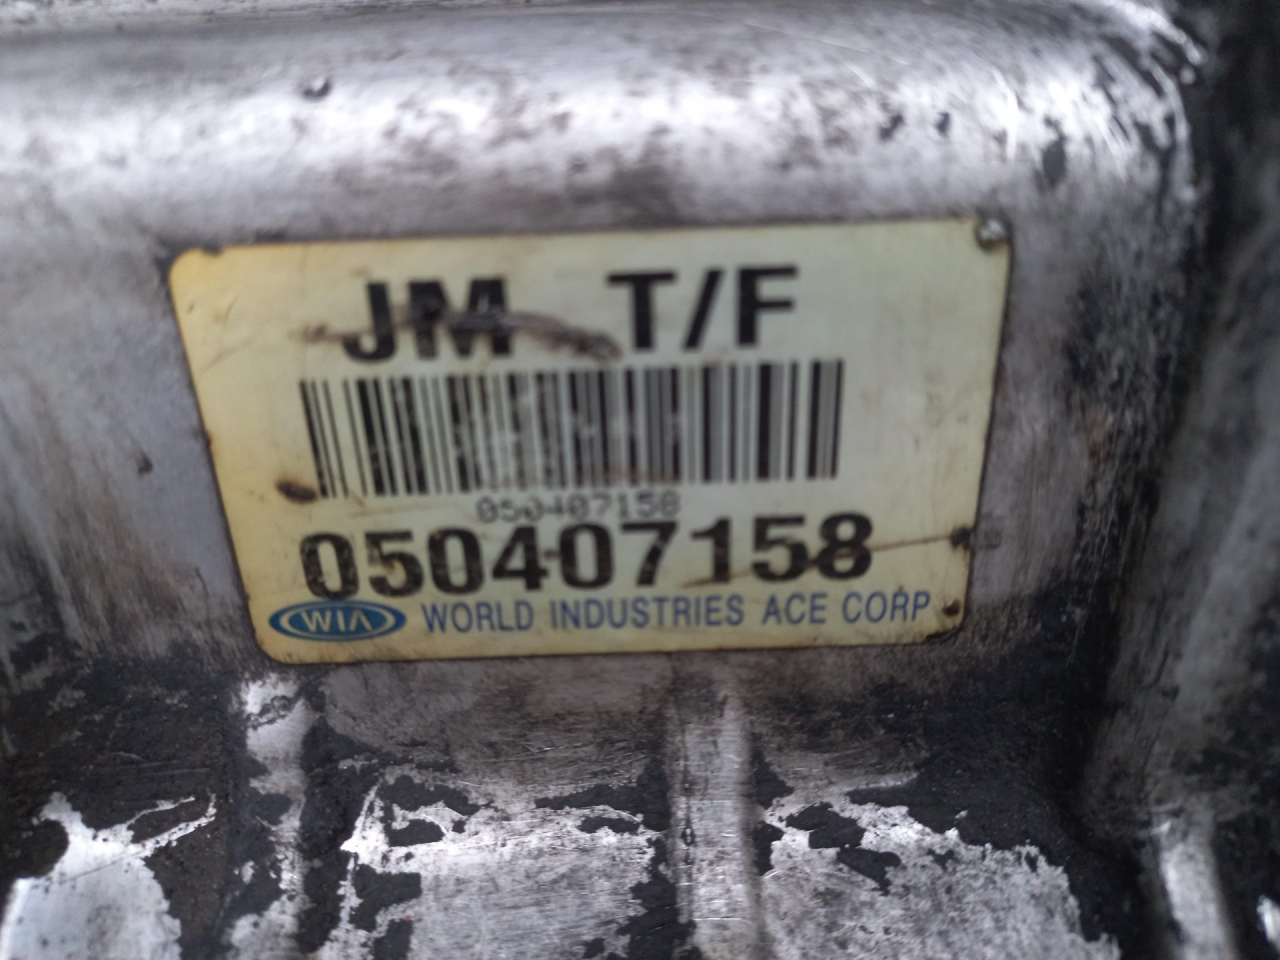 JM T/F
050407158
050407158
WIA WORLD INDUSTRIES ACE CORP